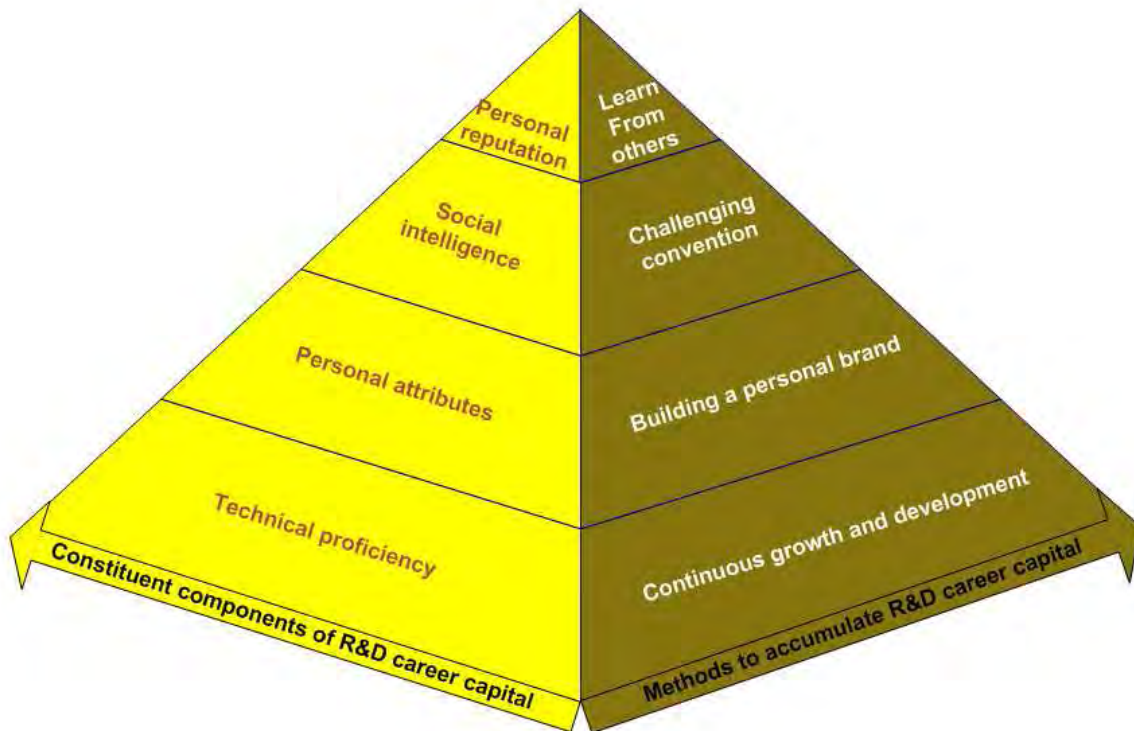 Personal
reputation
Learn
From
others
Social
intelligence
Challenging
convention
Personal attributes
Building a personal brand
Technical proficiency
Continuous growth and development
Constituent components of R&D career capital
Methods to accumulate R&D career capital